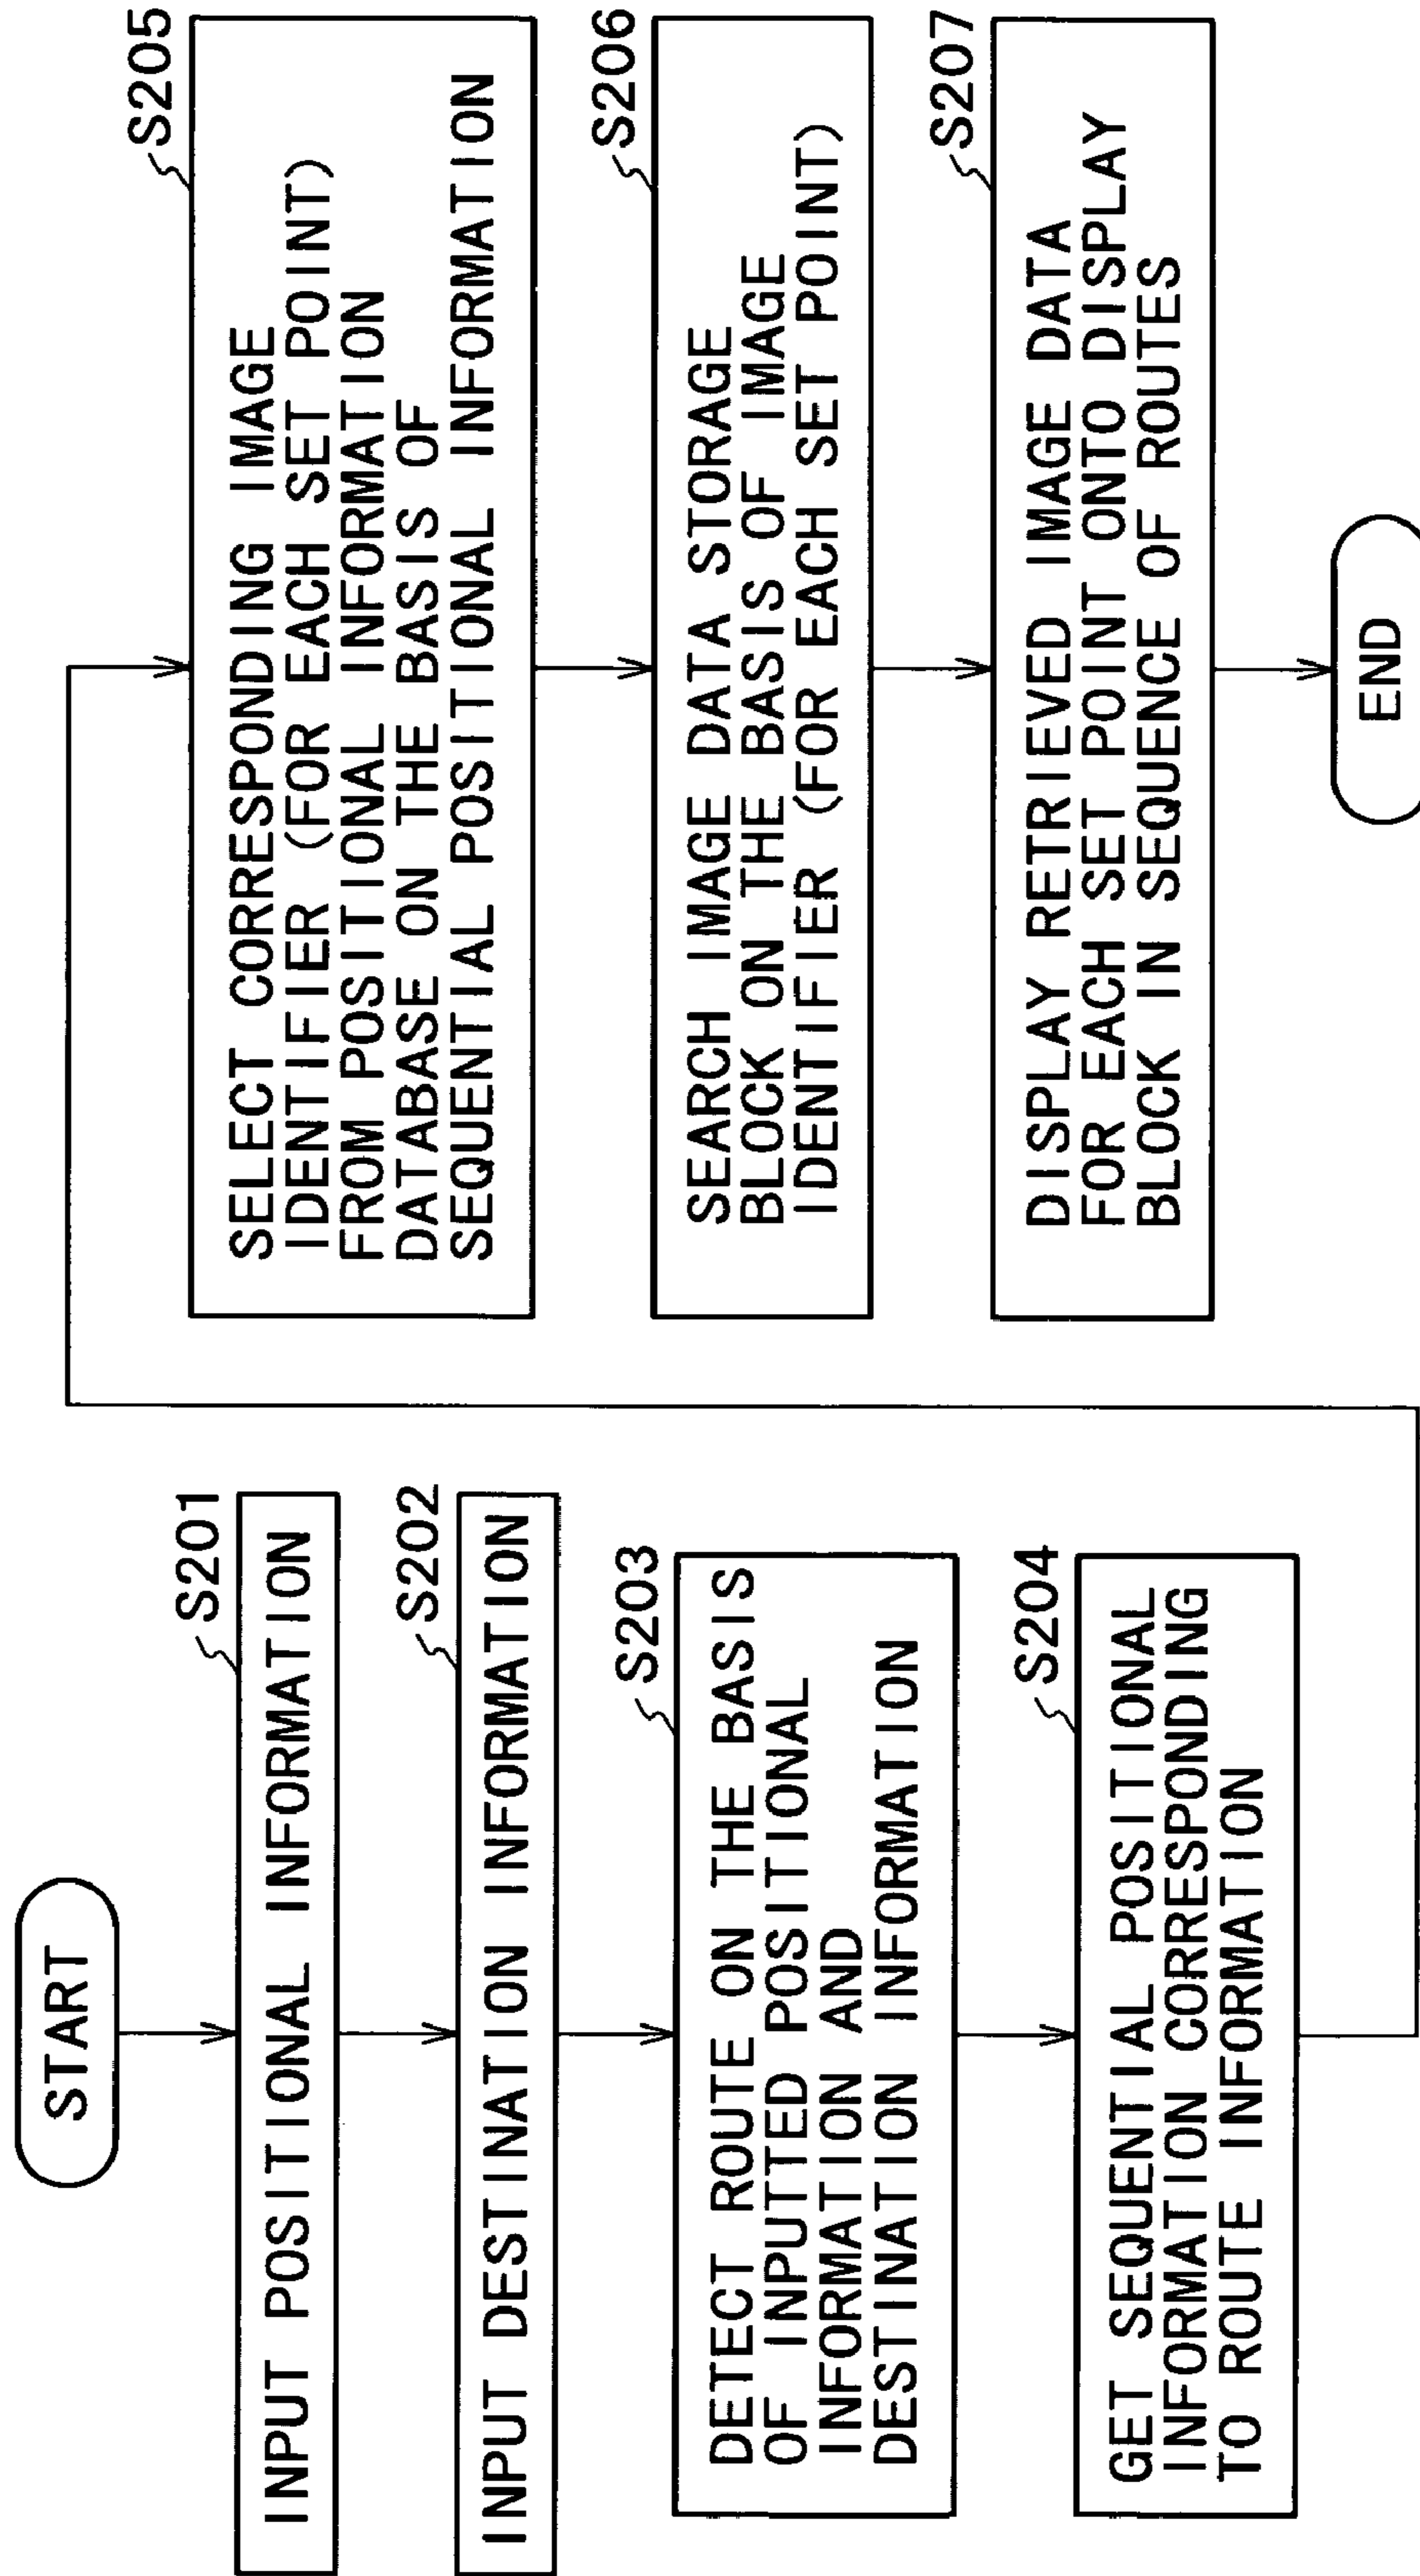 START
S201
INPUT POSITIONAL INFORMATION
S202
INPUT DESTINATION INFORMATION
S203
DETECT ROUTE ON THE BASIS
OF INPUTTED POSITIONAL
INFORMATION AND
DESTINATION INFORMATION
S204
GET SEQUENTIAL POSITIONAL
INFORMATION CORRESPONDING
TO ROUTE INFORMATION
S205
SELECT CORRESPONDING IMAGE
IDENTIFIER (FOR EACH SET POINT)
FROM POSITIONAL INFORMATION
DATABASE ON THE BASIS OF
SEQUENTIAL POSITIONAL INFORMATION
S206
SEARCH IMAGE DATA STORAGE
BLOCK ON THE BASIS OF IMAGE
IDENTIFIER (FOR EACH SET POINT)
S207
DISPLAY RETRIEVED IMAGE DATA
FOR EACH SET POINT ONTO DISPLAY
BLOCK IN SEQUENCE OF ROUTES
END